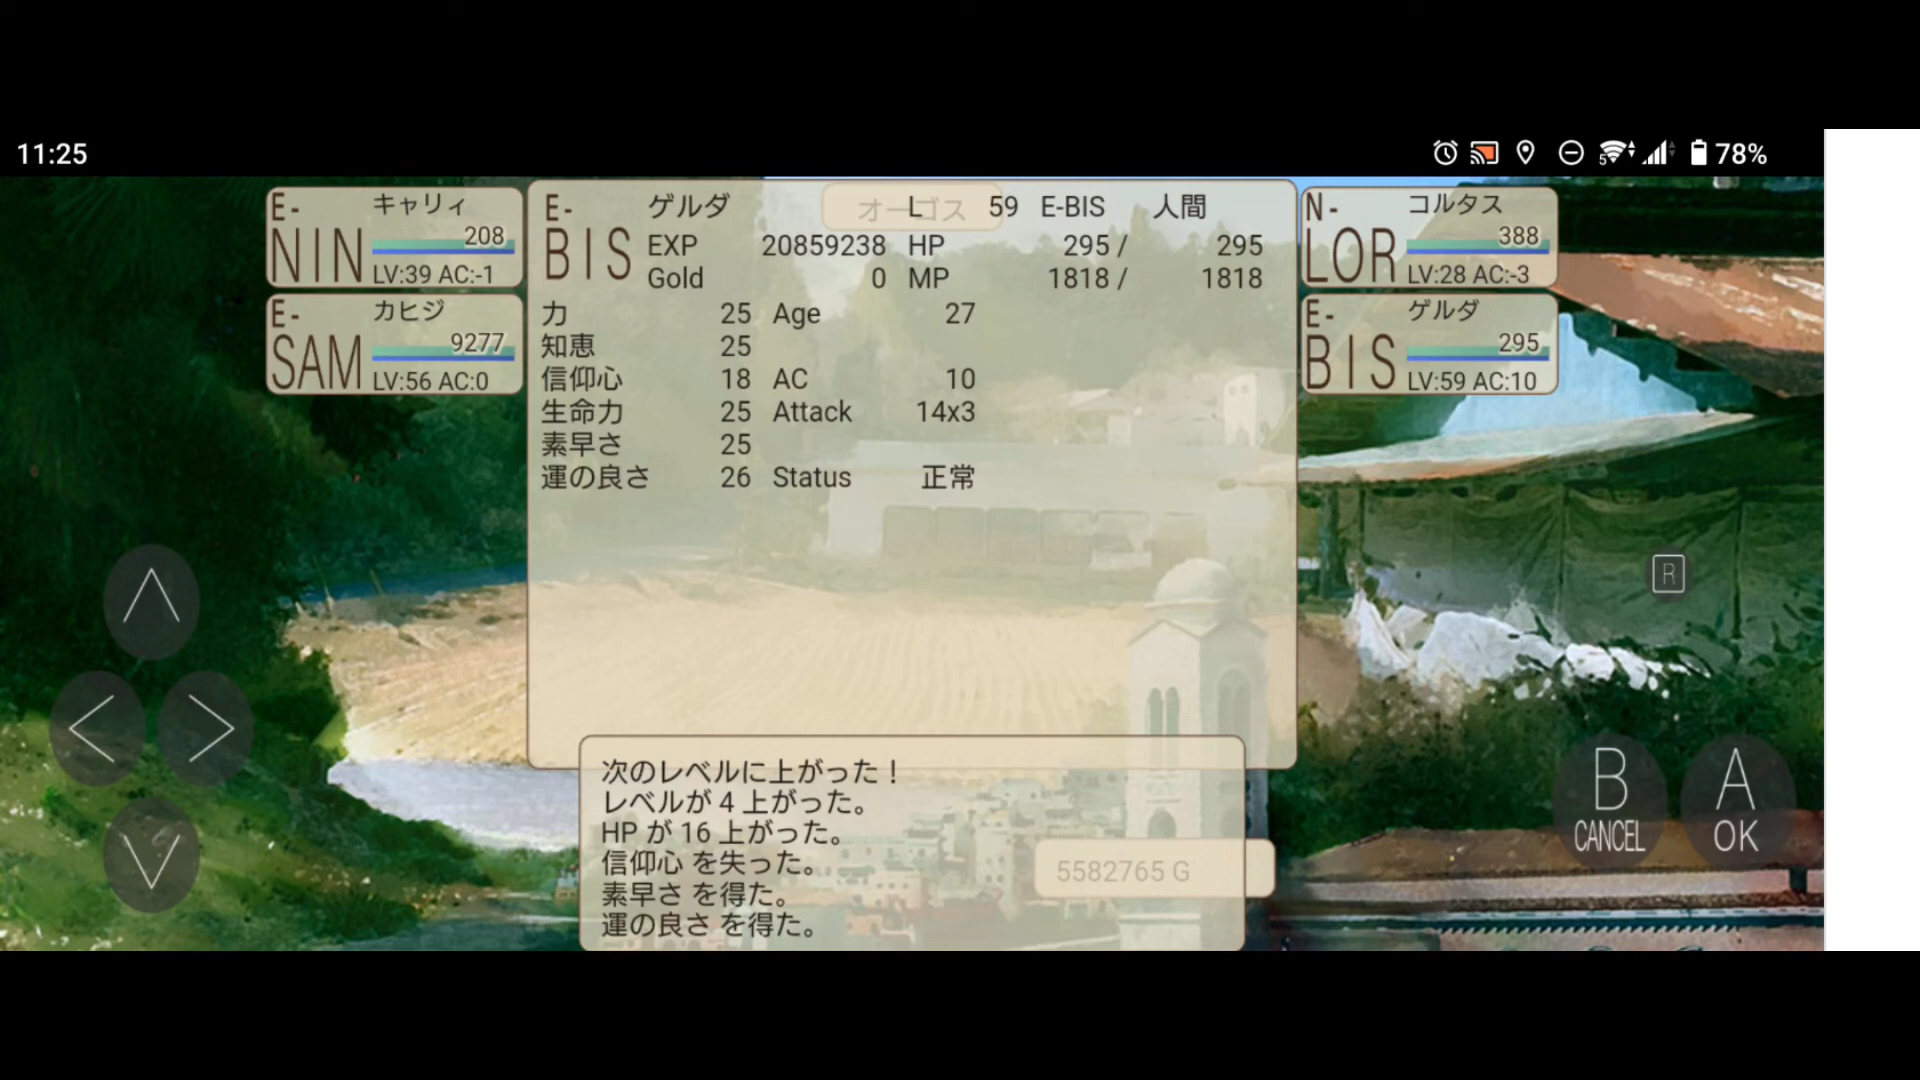 11:25
5
78%
E-
NIN
キャリィ
208
LV:39 AC:-1
E-
SAM
カヒジ
9277
LV:56 AC:0
オーゴス
E-
BIS
ゲルダ L 59 E-BIS 人間
EXP 20859238 HP 295 / 295
Gold 0 MP 1818 / 1818
力 25 Age 27
知恵 25
信仰心 18 AC 10
生命力 25 Attack 14x3
素早さ 25
運の良さ 26 Status 正常
N-
LOR
コルタス
388
LV:28 AC:-3
E-
BIS
ゲルダ
295
LV:59 AC:10
R
次のレベルに上がった！
レベルが 4 上がった。
HP が 16 上がった。
信仰心 を失った。
素早さ を得た。
運の良さ を得た。
5582765 G
B
CANCEL
A
OK